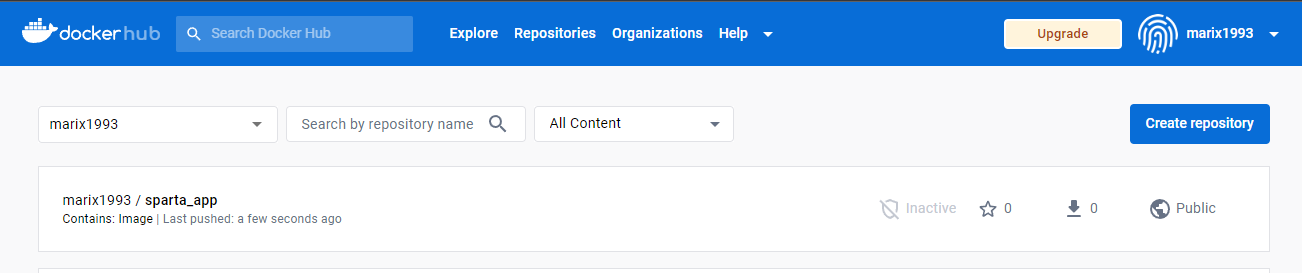 docker hub Search Docker Hub Explore Repositories Organizations Help Upgrade marix1993
marix1993 Search by repository name All Content Create repository
marix1993 / sparta_app Inactive 0 0 Public
Contains: Image | Last pushed: a few seconds ago